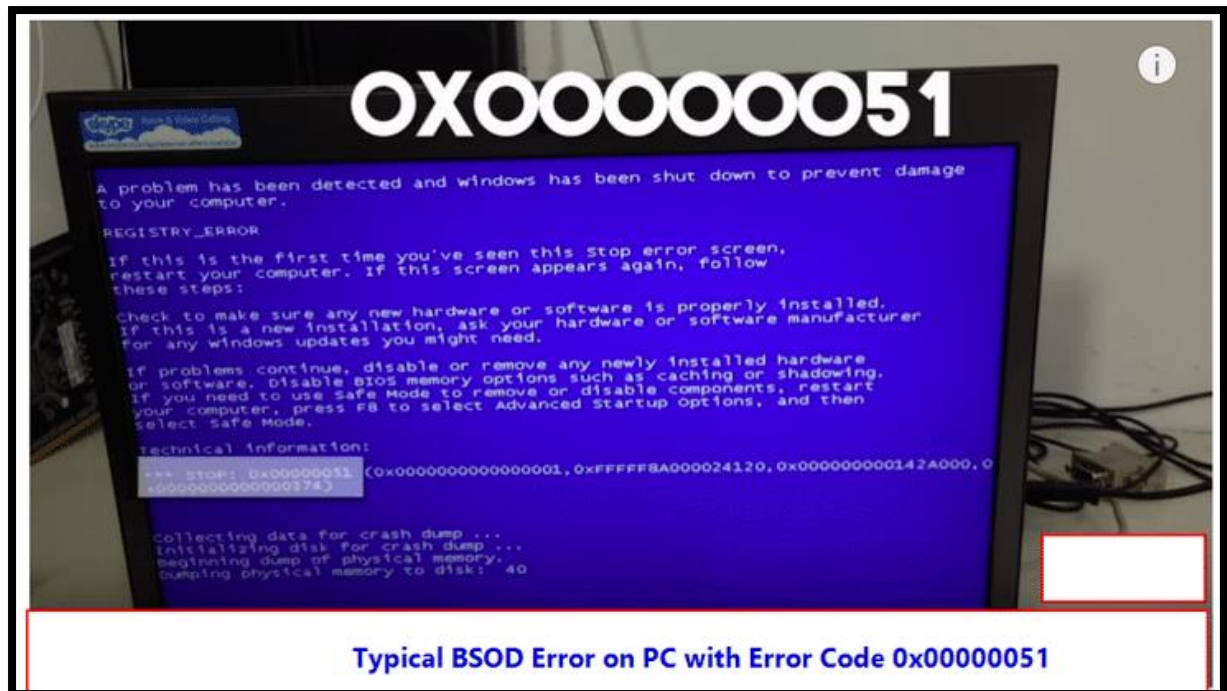 0X00000051
i
skype Voice & Video Calling
A problem has been detected and windows has been shut down to prevent damage
to your computer.
REGISTRY_ERROR
If this is the first time you've seen this Stop error screen,
restart your computer. If this screen appears again, follow
these steps:
Check to make sure any new hardware or software is properly installed.
If this is a new installation, ask your hardware or software manufacturer
for any windows updates you might need.
If problems continue, disable or remove any newly installed hardware
or software. Disable BIOS memory options such as caching or shadowing.
If you need to use Safe Mode to remove or disable components, restart
your computer, press F8 to select Advanced Startup Options, and then
select Safe Mode.
Technical information:
*** STOP: 0x00000051 (0x0000000000000001,0xFFFFF8A000024120,0x000000000142A000,0
x0000000000000374)
Collecting data for crash dump ...
Initializing disk for crash dump ...
Beginning dump of physical memory.
Dumping physical memory to disk: 40
Typical BSOD Error on PC with Error Code 0x00000051